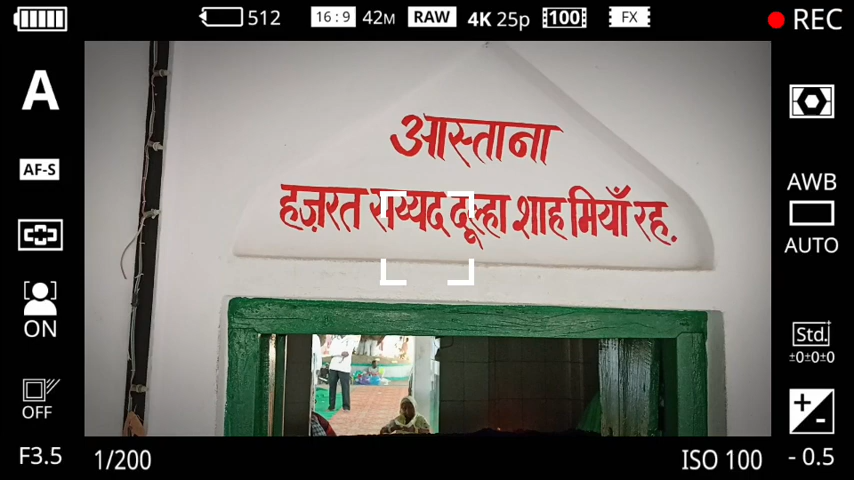 512 16:9 42M RAW 4K 25p 100 FX REC
A
AF-S
ON
OFF
F3.5
1/200
आस्ताना
हज़रत सय्यद दूल्हा शाह मियाँ रह.
AWB
AUTO
Std.
±0±0±0
ISO 100
- 0.5